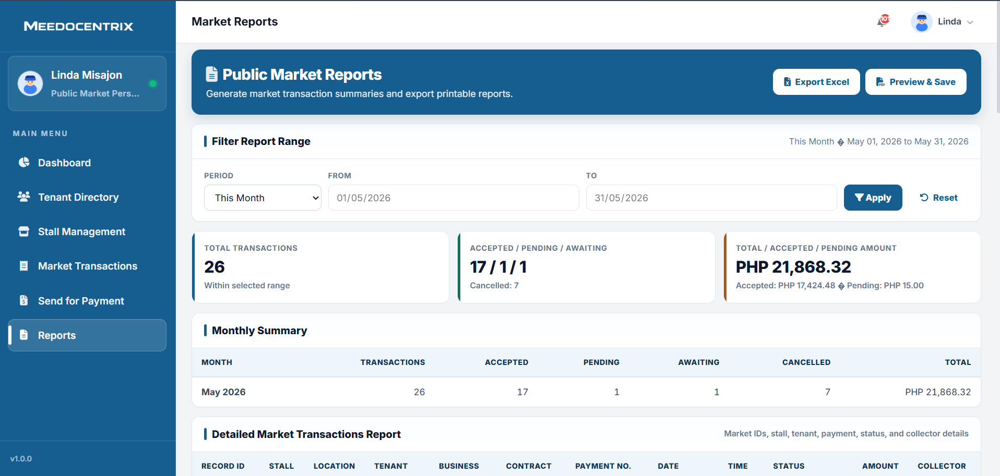 MEEDOCENTRIX
Market Reports
101
Linda
Linda Misajon
Public Market Pers...
MAIN MENU
Dashboard
Tenant Directory
Stall Management
Market Transactions
Send for Payment
Reports
v1.0.0
Public Market Reports
Generate market transaction summaries and export printable reports.
Export Excel
Preview & Save
Filter Report Range
This Month � May 01, 2026 to May 31, 2026
PERIOD FROM TO
This Month 01/05/2026 31/05/2026 Apply Reset
TOTAL TRANSACTIONS
26
Within selected range
ACCEPTED / PENDING / AWAITING
17 / 1 / 1
Cancelled: 7
TOTAL / ACCEPTED / PENDING AMOUNT
PHP 21,868.32
Accepted: PHP 17,424.48 � Pending: PHP 15.00
Monthly Summary
MONTH TRANSACTIONS ACCEPTED PENDING AWAITING CANCELLED TOTAL
May 2026 26 17 1 1 7 PHP 21,868.32
Detailed Market Transactions Report
Market IDs, stall, tenant, payment, status, and collector details
RECORD ID STALL LOCATION TENANT BUSINESS CONTRACT PAYMENT NO. DATE TIME STATUS AMOUNT COLLECTOR